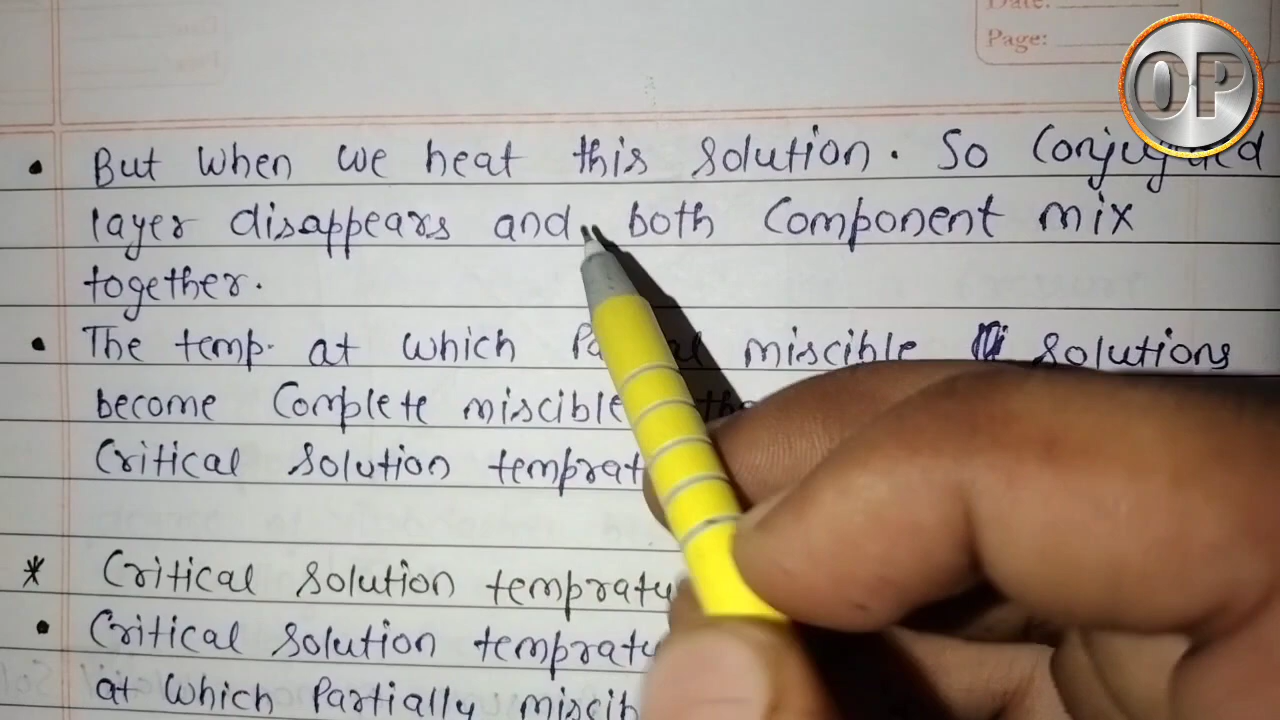 Date:
Page:
OP
• But when we heat this solution. So Conjugated
layer disappears and both Component mix
together.
• The temp. at which miscible solutions
become Complete miscible
Critical solution temprat
* Critical solution tempratu
• Critical solution tempratu
at which Partially miscib